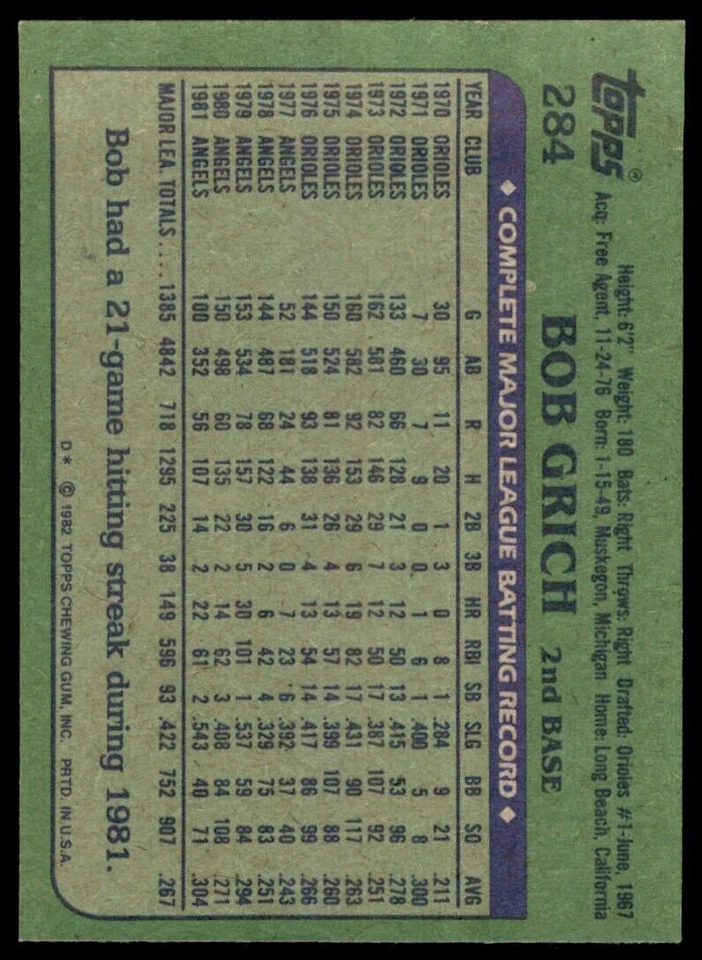 Topps®
284
BOB GRICH 2nd BASE
Height: 6'2" Weight: 180 Bats: Right Throws: Right Drafted: Orioles #1-June, 1967
Acq: Free Agent, 11-24-76 Born: 1-15-49, Muskegon, Michigan Home: Long Beach, California
◆ COMPLETE MAJOR LEAGUE BATTING RECORD ◆
YEAR CLUB G AB R H 2B 3B HR RBI SB SLG BB SO AVG
1970 ORIOLES 30 95 11 20 1 3 0 8 1 .284 9 21 .211
1971 ORIOLES 7 30 7 9 0 0 1 6 1 .400 5 8 .300
1972 ORIOLES 133 460 66 128 21 3 12 50 13 .415 53 96 .278
1973 ORIOLES 162 581 82 146 29 7 12 50 17 .387 107 92 .251
1974 ORIOLES 160 582 92 153 29 6 19 82 17 .431 90 117 .263
1975 ORIOLES 150 524 81 136 26 4 13 57 14 .399 107 88 .260
1976 ORIOLES 144 518 93 138 31 4 13 54 14 .417 86 99 .266
1977 ANGELS 52 181 24 44 6 0 7 23 6 .392 37 40 .243
1978 ANGELS 144 487 68 122 16 2 6 42 4 .329 75 83 .251
1979 ANGELS 153 534 78 157 30 5 30 101 1 .537 59 84 .294
1980 ANGELS 150 498 60 135 22 2 14 62 3 .408 84 108 .271
1981 ANGELS 100 352 56 107 14 2 22 61 2 .543 40 71 .304
MAJOR LEA. TOTALS .... 1385 4842 718 1295 225 38 149 596 93 .422 752 907 .267
Bob had a 21-game hitting streak during 1981.
D* © 1982 TOPPS CHEWING GUM, INC. PRTD. IN U.S.A.